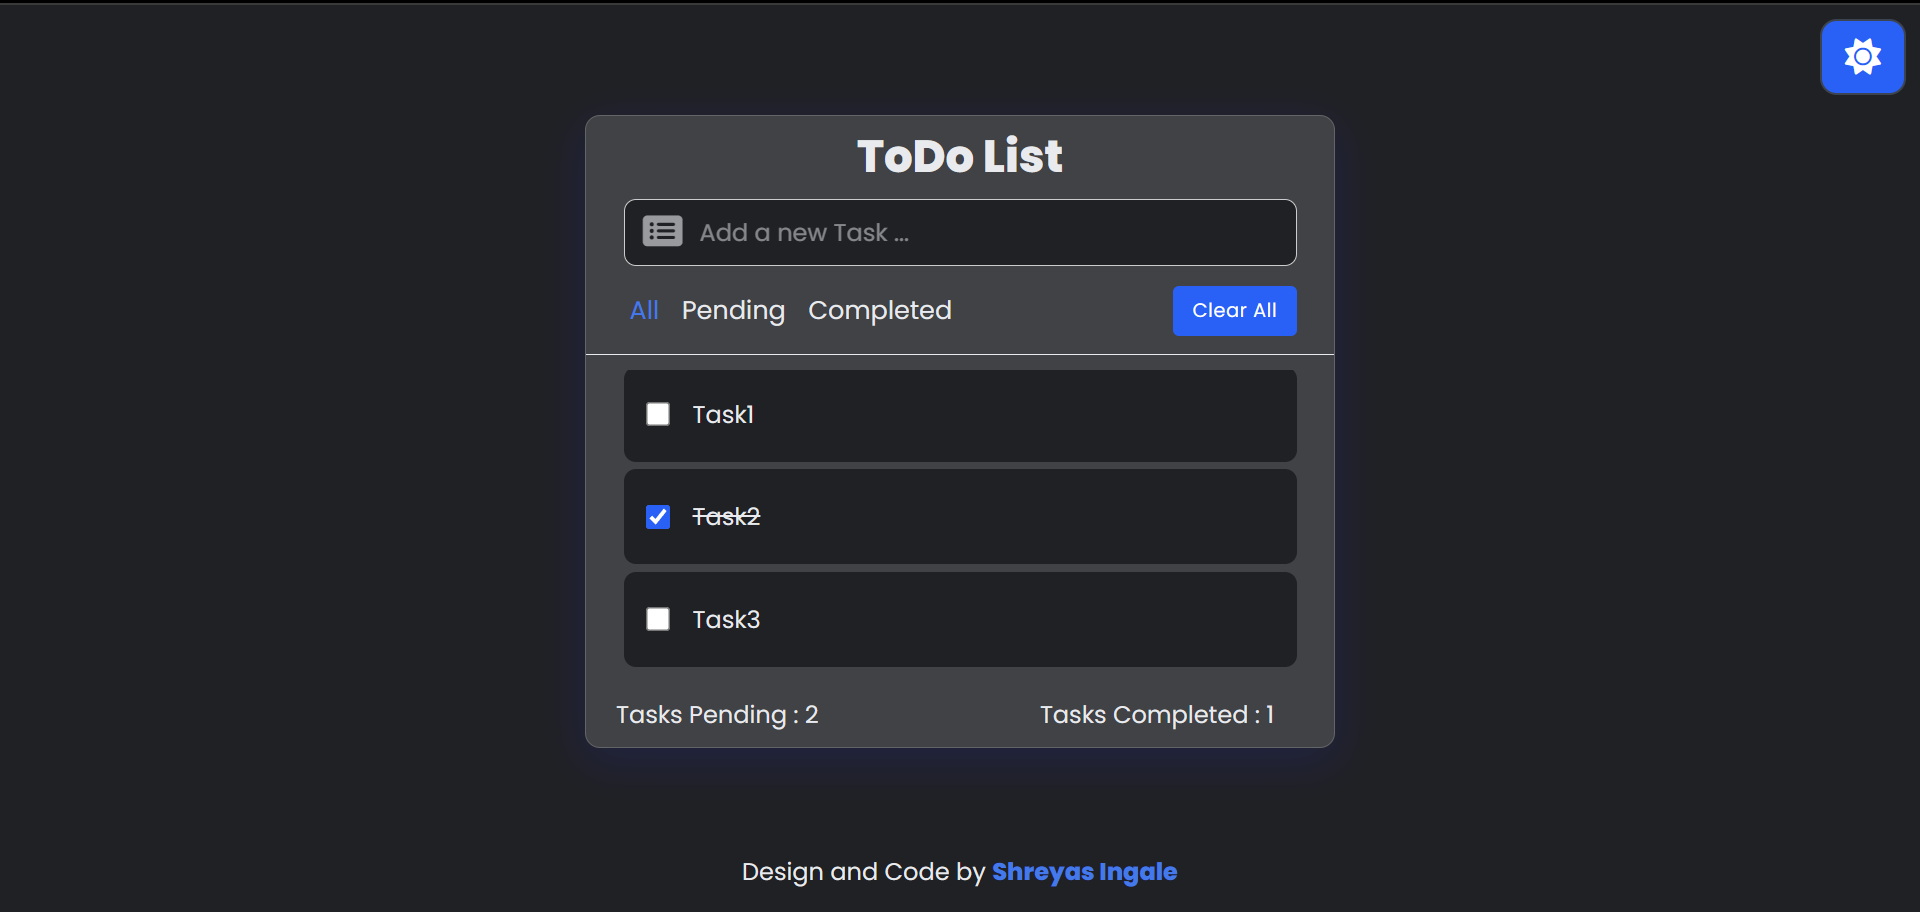 ToDo List
Add a new Task ...
All Pending Completed Clear All
Task1
Task2
Task3
Tasks Pending : 2 Tasks Completed : 1
Design and Code by Shreyas Ingale